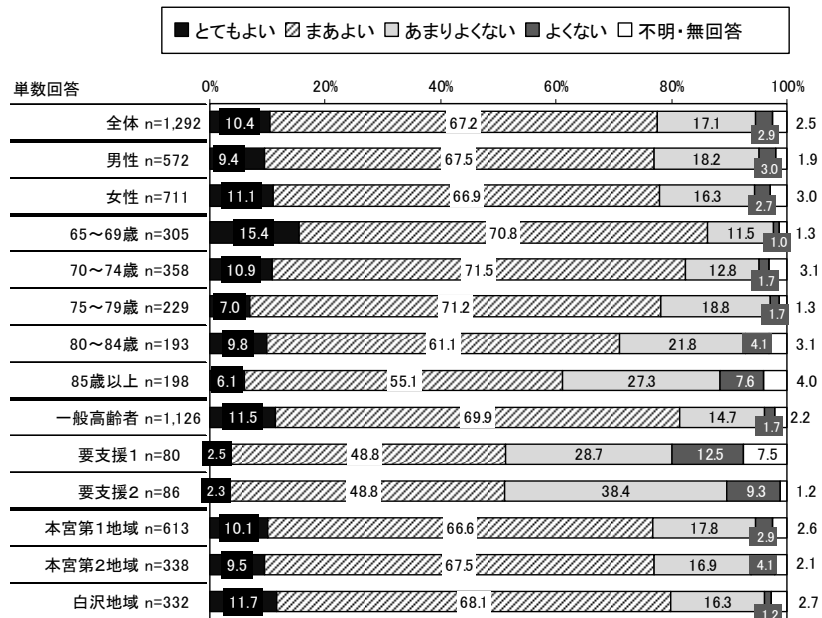 ■とてもよい ▨まあよい □あまりよくない ■よくない □不明・無回答
単数回答 0% 20% 40% 60% 80% 100%
全体 n=1,292 10.4 67.2 17.1 2.9 2.5
男性 n=572 9.4 67.5 18.2 3.0 1.9
女性 n=711 11.1 66.9 16.3 2.7 3.0
65～69歳 n=305 15.4 70.8 11.5 1.0 1.3
70～74歳 n=358 10.9 71.5 12.8 1.7 3.1
75～79歳 n=229 7.0 71.2 18.8 1.7 1.3
80～84歳 n=193 9.8 61.1 21.8 4.1 3.1
85歳以上 n=198 6.1 55.1 27.3 7.6 4.0
一般高齢者 n=1,126 11.5 69.9 14.7 1.7 2.2
要支援1 n=80 2.5 48.8 28.7 12.5 7.5
要支援2 n=86 2.3 48.8 38.4 9.3 1.2
本宮第1地域 n=613 10.1 66.6 17.8 2.9 2.6
本宮第2地域 n=338 9.5 67.5 16.9 4.1 2.1
白沢地域 n=332 11.7 68.1 16.3 1.2 2.7